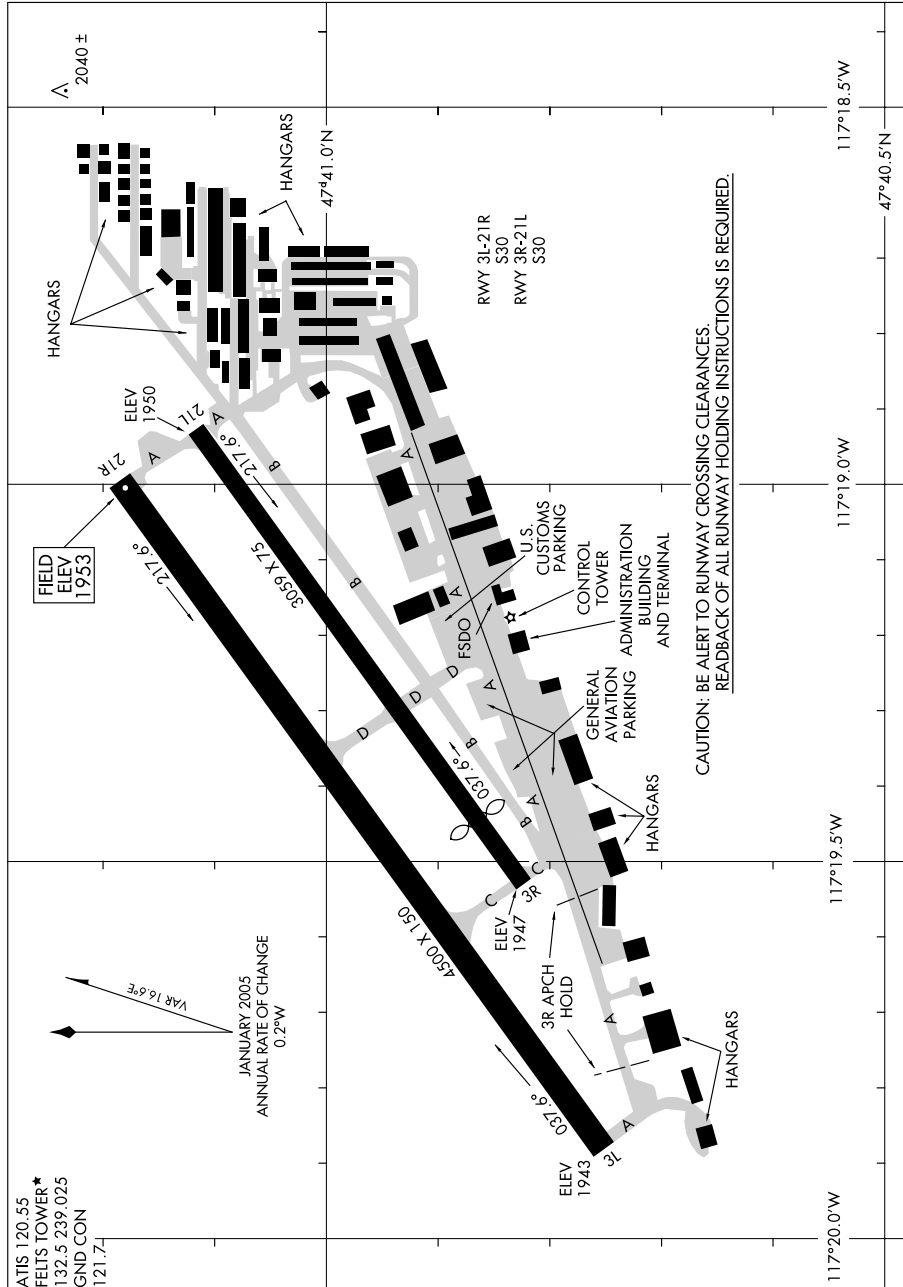 ATIS 120.55
FELTS TOWER★
132.5 239.025
GND CON
121.7
VAR 16.6°E
JANUARY 2005
ANNUAL RATE OF CHANGE
0.2°W
FIELD
ELEV
1953
21R
A
217.6°
ELEV
1950
21L
A
217.6°
HANGARS
2040 ±
HANGARS
47°41.0'N
B
3059 X 75
B
4500 X 150
D
D
D
037.6°
B
B
A
A
A
A
C
C
3R
ELEV
1947
3R APCH
HOLD
037.6°
3L
ELEV
1943
A
A
U.S.
CUSTOMS
PARKING
FSDO
CONTROL
TOWER
ADMINISTRATION
BUILDING
AND TERMINAL
GENERAL
AVIATION
PARKING
HANGARS
HANGARS
RWY 3L-21R
S30
RWY 3R-21L
S30
CAUTION: BE ALERT TO RUNWAY CROSSING CLEARANCES.
READBACK OF ALL RUNWAY HOLDING INSTRUCTIONS IS REQUIRED.
117°20.0'W
117°19.5'W
117°19.0'W
117°18.5'W
47°40.5'N